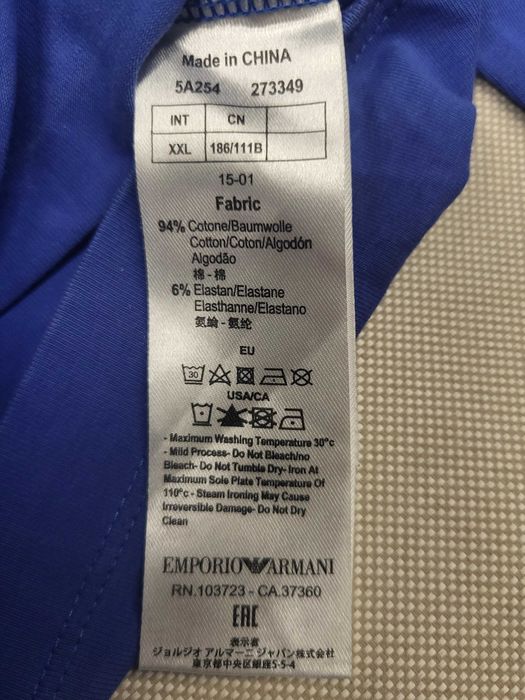 Made in CHINA
5A254 273349
INT CN
XXL 186/111B
15-01
Fabric
94% Cotone/Baumwolle
Cotton/Coton/Algodón
Algodão
棉 - 棉
6% Elastan/Elastane
Elasthanne/Elastano
氨綸 - 氨纶
EU
30
USA/CA
- Maximum Washing Temperature 30°c
- Mild Process- Do Not Bleach/no
Bleach- Do Not Tumble Dry- Iron At
Maximum Sole Plate Temperature Of
110°c - Steam Ironing May Cause
Irreversible Damage- Do Not Dry
Clean
EMPORIO ARMANI
RN.103723 - CA.37360
EAC
表示者
ジョルジオ アルマーニ ジャパン株式会社
東京都中央区銀座5-5-4